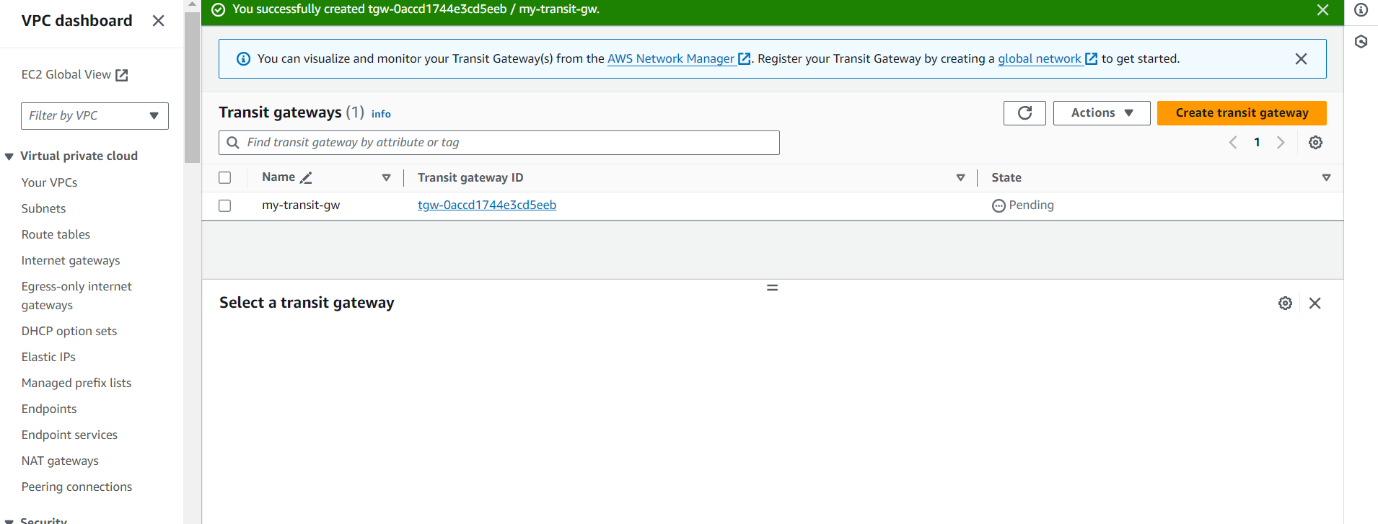 VPC dashboard
EC2 Global View
Filter by VPC
Virtual private cloud
Your VPCs
Subnets
Route tables
Internet gateways
Egress-only internet
gateways
DHCP option sets
Elastic IPs
Managed prefix lists
Endpoints
Endpoint services
NAT gateways
Peering connections
Security
You successfully created tgw-0accd1744e3cd5eeb / my-transit-gw.
You can visualize and monitor your Transit Gateway(s) from the AWS Network Manager. Register your Transit Gateway by creating a global network to get started.
Transit gateways (1) info
Actions
Create transit gateway
Find transit gateway by attribute or tag
1
Name Transit gateway ID State
my-transit-gw tgw-0accd1744e3cd5eeb Pending
Select a transit gateway